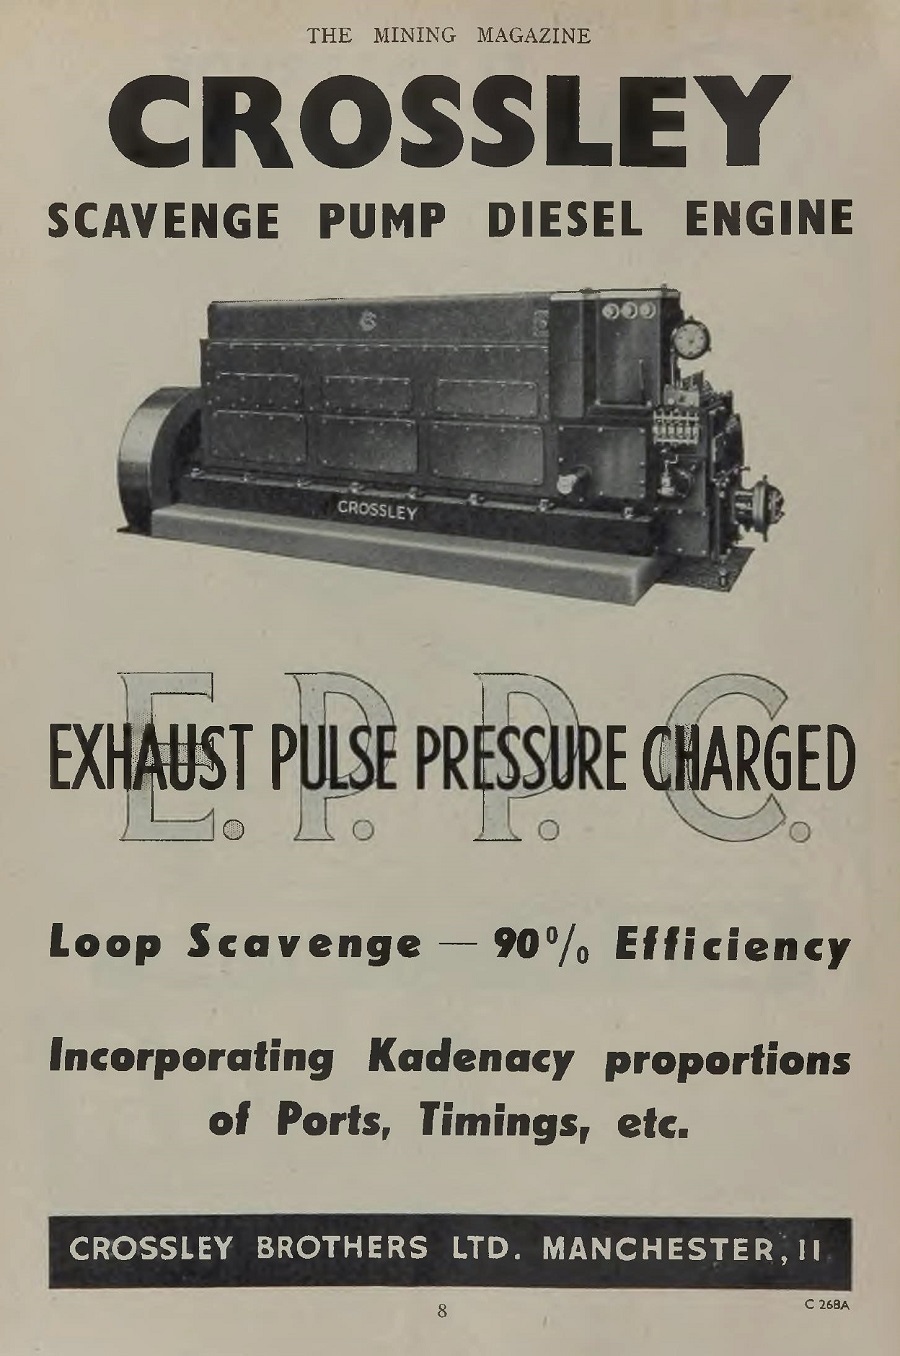 THE MINING MAGAZINE
CROSSLEY
SCAVENGE PUMP DIESEL ENGINE
CROSSLEY
E. P. P. C.
EXHAUST PULSE PRESSURE CHARGED
Loop Scavenge — 90% Efficiency
Incorporating Kadenacy proportions
of Ports, Timings, etc.
CROSSLEY BROTHERS LTD. MANCHESTER, 11
8
C 268A